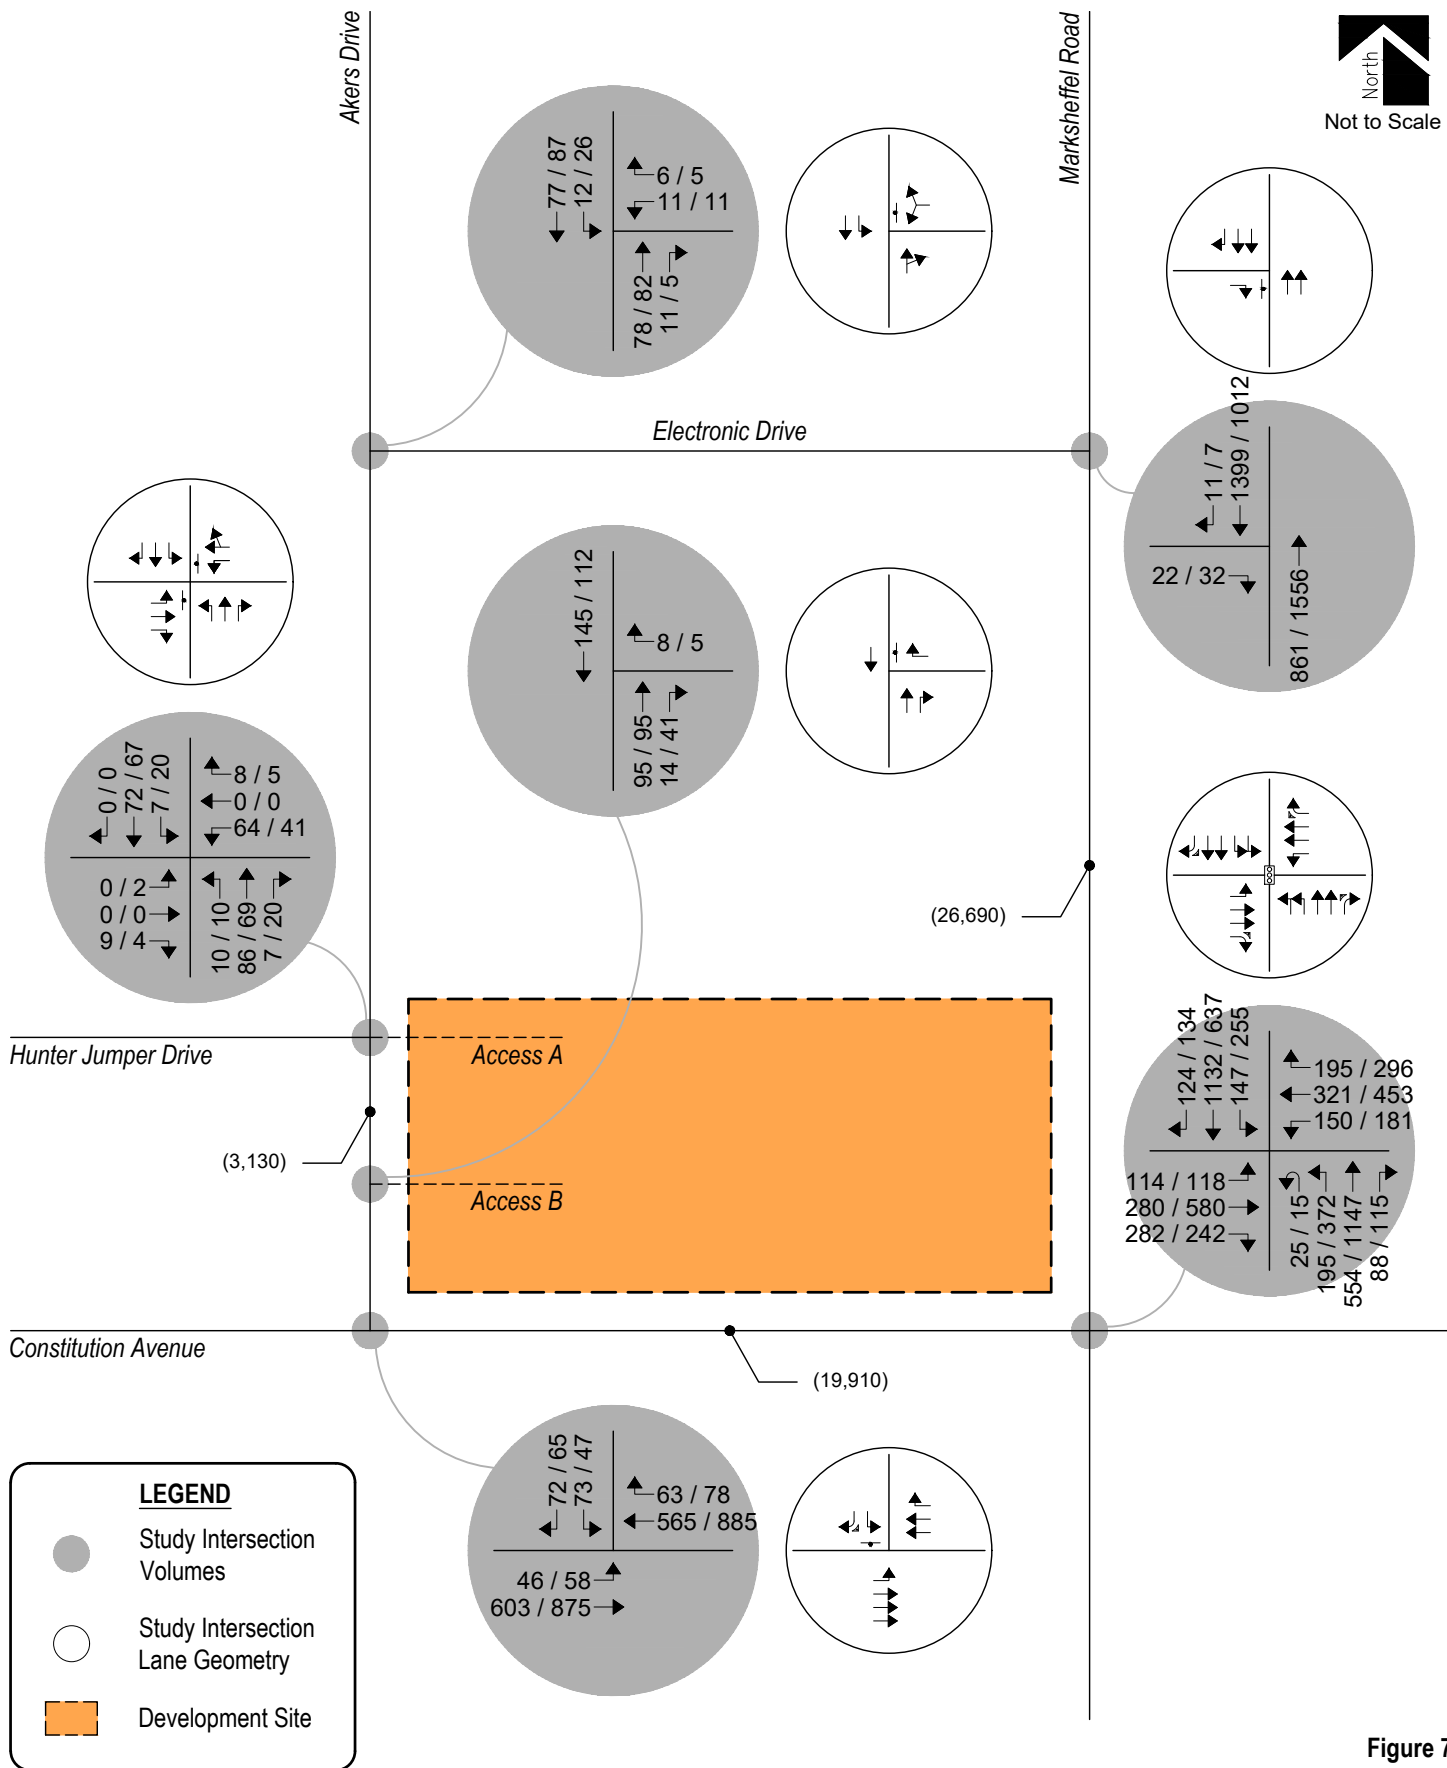 Akers Drive
Marksheffel Road
North
Not to Scale
77 / 87
12 / 26
6 / 5
11 / 11
78 / 82
11 / 5
Electronic Drive
11 / 7
1399 / 1012
22 / 32
861 / 1556
145 / 112
8 / 5
95 / 95
14 / 41
0 / 0
72 / 67
7 / 20
8 / 5
0 / 0
64 / 41
0 / 2
0 / 0
9 / 4
10 / 10
86 / 69
7 / 20
(26,690)
Hunter Jumper Drive
Access A
(3,130)
Access B
124 / 134
1132 / 637
147 / 255
195 / 296
321 / 453
150 / 181
114 / 118
280 / 580
282 / 242
25 / 15
195 / 372
554 / 1147
88 / 115
Constitution Avenue
(19,910)
72 / 65
73 / 47
63 / 78
565 / 885
46 / 58
603 / 875
LEGEND
Study Intersection
Volumes
Study Intersection
Lane Geometry
Development Site
Figure 7